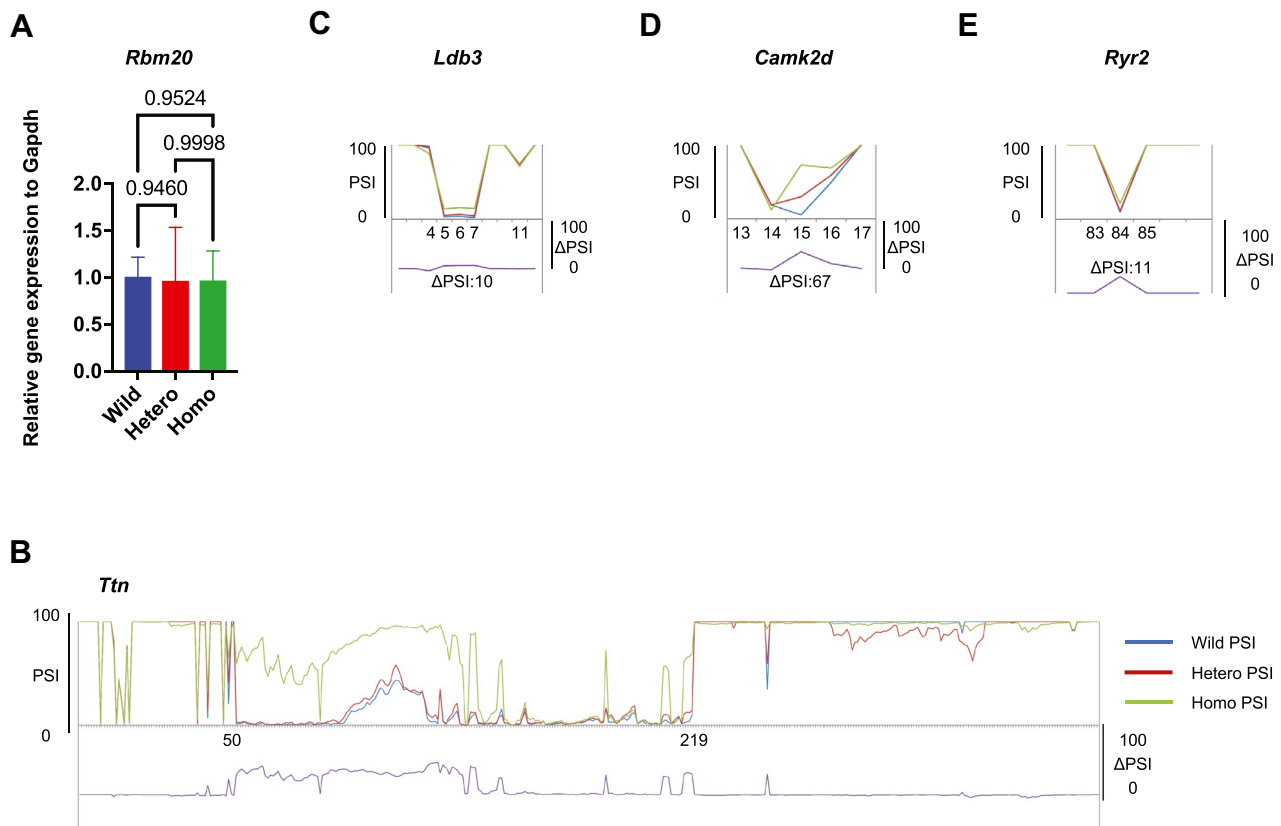 A
Rbm20
0.9524
0.9998
0.9460
Relative gene expression to Gapdh
2.0
1.5
1.0
0.5
0.0
Wild
Hetero
Homo
C
Ldb3
100
PSI
0
4 5 6 7 11
100
ΔPSI
0
ΔPSI:10
D
Camk2d
100
PSI
0
13 14 15 16 17
100
ΔPSI
0
ΔPSI:67
E
Ryr2
100
PSI
0
83 84 85
100
ΔPSI
0
ΔPSI:11
B
Ttn
100
PSI
0
50 219
100
ΔPSI
0
Wild PSI
Hetero PSI
Homo PSI